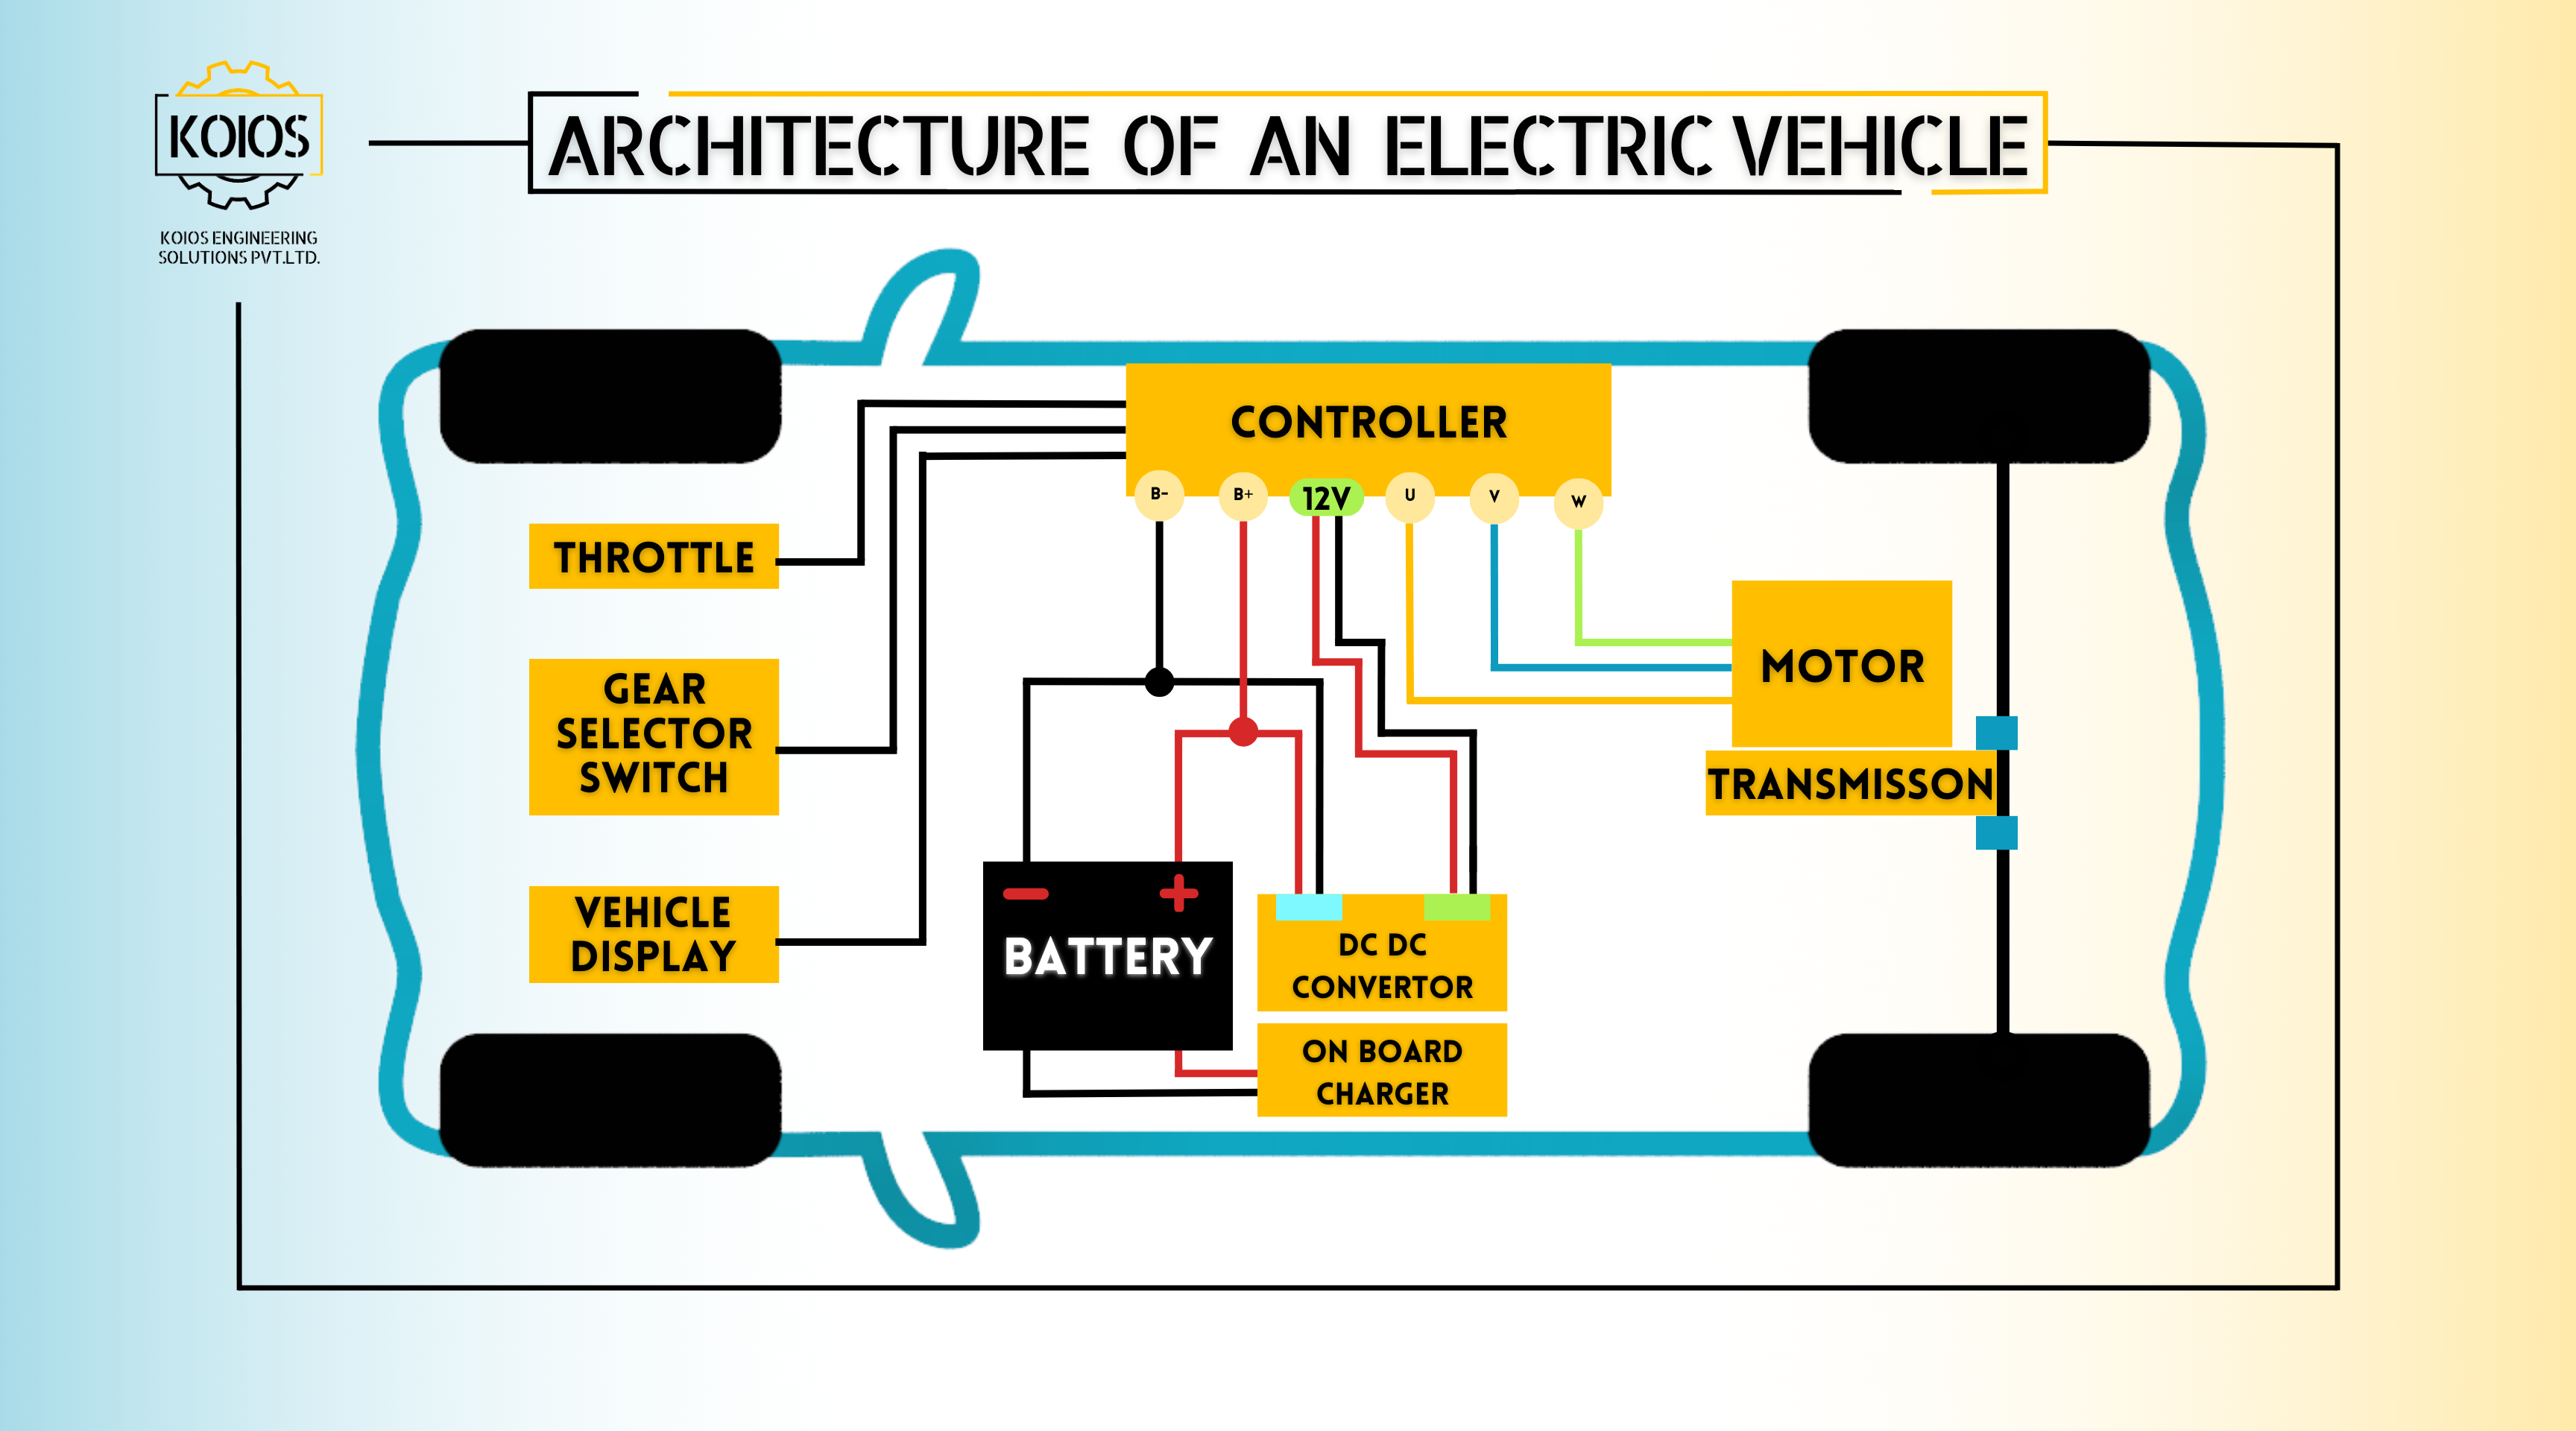 KOIOS
KOIOS ENGINEERING
SOLUTIONS PVT.LTD.
ARCHITECTURE OF AN ELECTRIC VEHICLE
CONTROLLER
B- B+ 12V U V W
THROTTLE
GEAR
SELECTOR
SWITCH
VEHICLE
DISPLAY
MOTOR
TRANSMISSON
- +
BATTERY
DC DC
CONVERTOR
ON BOARD
CHARGER